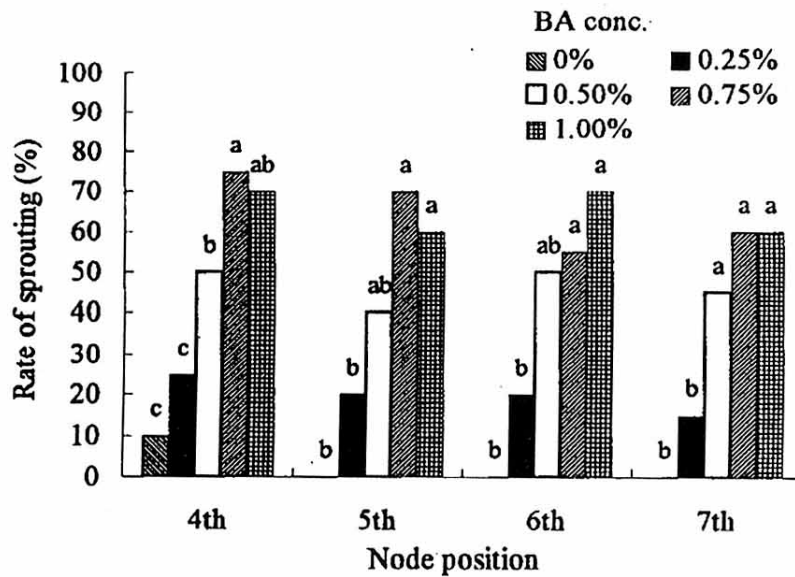 BA conc.
0% 0.25%
0.50% 0.75%
1.00%
Rate of sprouting (%)
100
90
80
70
60
50
40
30
20
10
0
c c b a ab
b b ab a a
b b ab a a
b b a a a
4th 5th 6th 7th
Node position